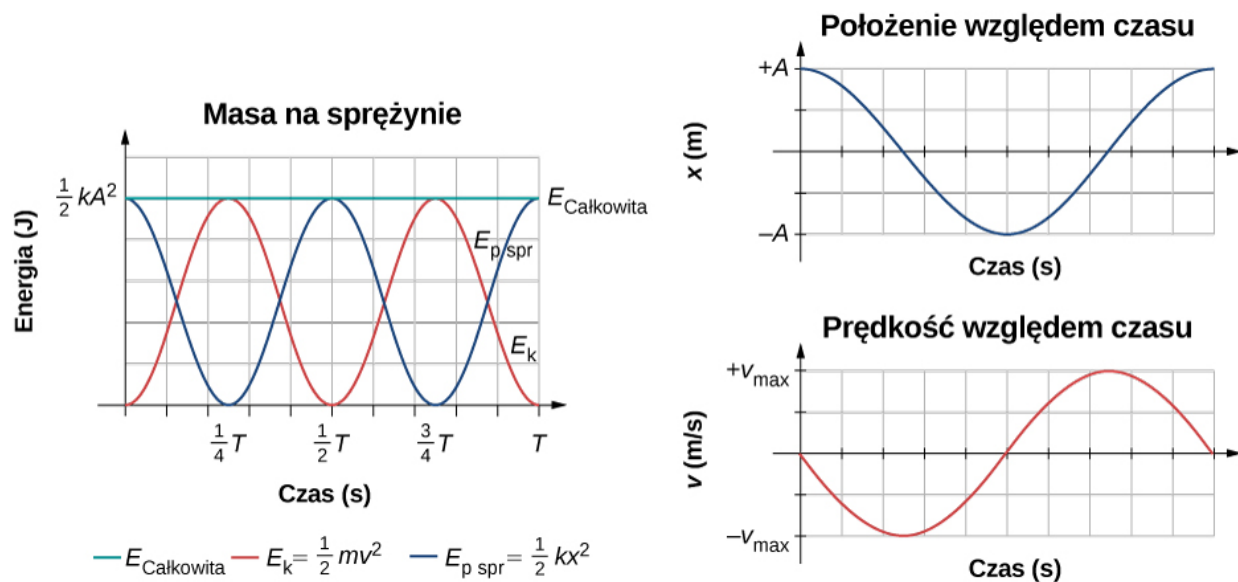 Masa na sprężynie
½ kA²
Energia (J)
E Całkowita
E p spr
E k
¼ T
½ T
¾ T
T
Czas (s)
E Całkowita
E k = ½ mv²
E p spr = ½ kx²
Położenie względem czasu
+A
x (m)
–A
Czas (s)
Prędkość względem czasu
+v max
v (m/s)
–v max
Czas (s)